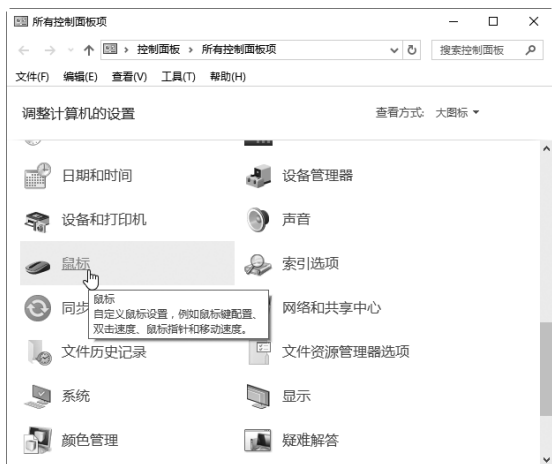 所有控制面板项
控制面板 › 所有控制面板项
搜索控制面板
文件(F) 编辑(E) 查看(V) 工具(T) 帮助(H)
调整计算机的设置
查看方式: 大图标
日期和时间
设备管理器
设备和打印机
声音
鼠标
索引选项
同步
网络和共享中心
鼠标
自定义鼠标设置，例如鼠标键配置、
双击速度、鼠标指针和移动速度。
文件历史记录
文件资源管理器选项
系统
显示
颜色管理
疑难解答